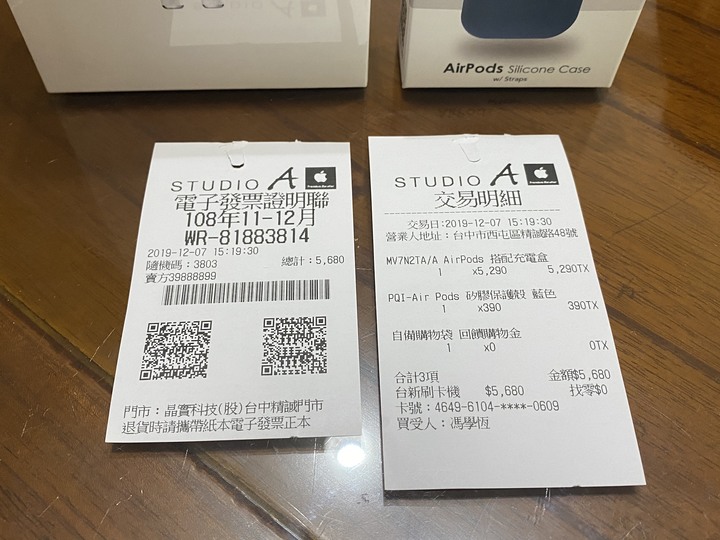 AirPods Silicone Case
w/ Straps
STUDIO A
電子發票證明聯
108年11-12月
WR-81883814
2019-12-07 15:19:30
隨機碼：3803 總計：5,680
賣方39888899
門市：晶實科技(股)台中精誠門市
退貨時請攜帶紙本電子發票正本
STUDIO A
交易明細
交易日:2019-12-07 15:19:30
營業人地址：台中市西屯區精誠路48號
MV7N2TA/A AirPods 搭配充電盒
1 x5,290 5,290TX
PQI-Air Pods 矽膠保護殼 藍色
1 x390 390TX
自備購物袋 回饋購物金
1 x0 0TX
合計3項 金額$5,680
台新刷卡機 $5,680 找零$0
卡號：4649-6104-****-0609
買受人：馮學恆